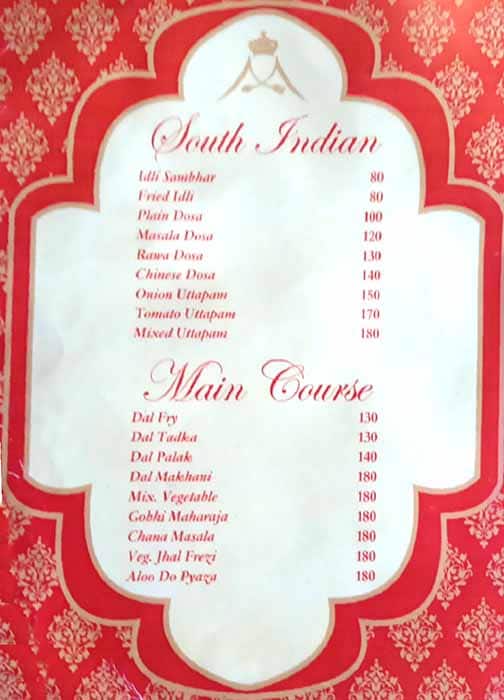 South Indian
Idli Sambhar 80
Fried Idli 80
Plain Dosa 100
Masala Dosa 120
Rawa Dosa 130
Chinese Dosa 140
Onion Uttapam 150
Tomato Uttapam 170
Mixed Uttapam 180
Main Course
Dal Fry 130
Dal Tadka 130
Dal Palak 140
Dal Makhani 180
Mix. Vegetable 180
Gobhi Maharaja 180
Chana Masala 180
Veg. Jhal Frezi 180
Aloo Do Pyaza 180